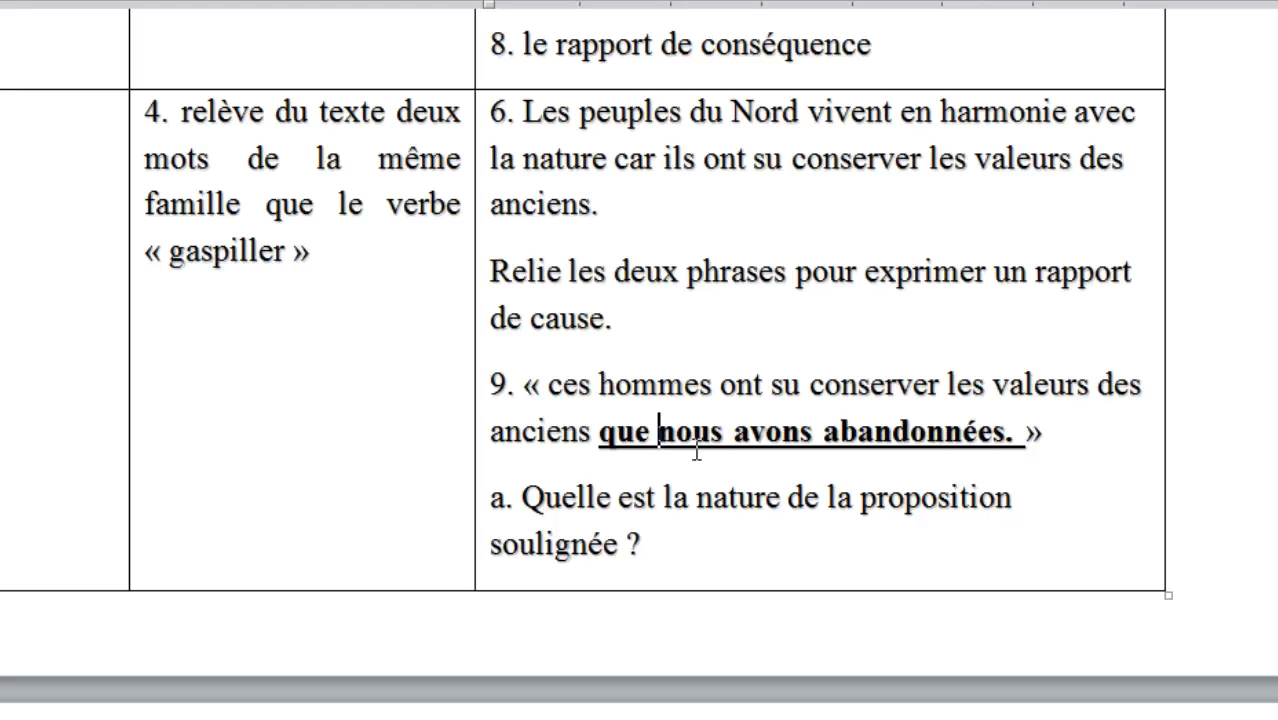 8. le rapport de conséquence
4. relève du texte deux
mots de la même
famille que le verbe
« gaspiller »
6. Les peuples du Nord vivent en harmonie avec
la nature car ils ont su conserver les valeurs des
anciens.
Relie les deux phrases pour exprimer un rapport
de cause.
9. « ces hommes ont su conserver les valeurs des
anciens que nous avons abandonnées. »
a. Quelle est la nature de la proposition
soulignée ?